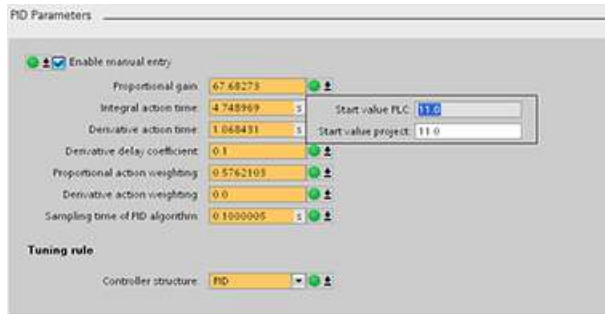 PID Parameters
Enable manual entry
Proportional gain: 67.68273
Integral action time: 4.748969 s
Start value PLC: 11.0
Derivative action time: 1.068431 s
Start value project: 11.0
Derivative delay coefficient: 0.1
Proportional action weighting: 0.5762103
Derivative action weighting: 0.0
Sampling time of PID algorithm: 0.1000005 s
Tuning rule
Controller structure: PID